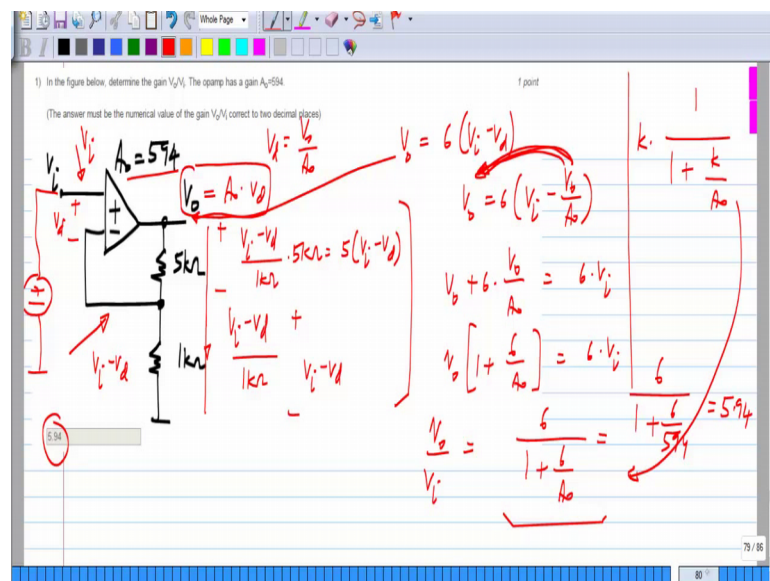 Whole Page
B I
1) In the figure below, determine the gain V₀/Vᵢ. The opamp has a gain A₀=594.
1 point
(The answer must be the numerical value of the gain V₀/Vᵢ correct to two decimal places)
Vᵢ
Vᵢ
A₀ = 594
Vd = V₀/A₀
V₀ = A₀ · Vd
Vd
+
-
+
-
+
-
5kΩ
1kΩ
Vᵢ-Vd
+
(Vᵢ-Vd)/1kΩ · 5kΩ = 5(Vᵢ-Vd)
-
(Vᵢ-Vd)/1kΩ
+
Vᵢ-Vd
-
5.94
V₀ = 6(Vᵢ-Vd)
V₀ = 6(Vᵢ - V₀/A₀)
V₀ + 6 · V₀/A₀ = 6 · Vᵢ
V₀[1 + 6/A₀] = 6 · Vᵢ
V₀/Vᵢ = 6/(1 + 6/A₀) = 6/(1 + 6/594) = 5.94
k · 1/(1 + k/A₀)
79 / 86
80